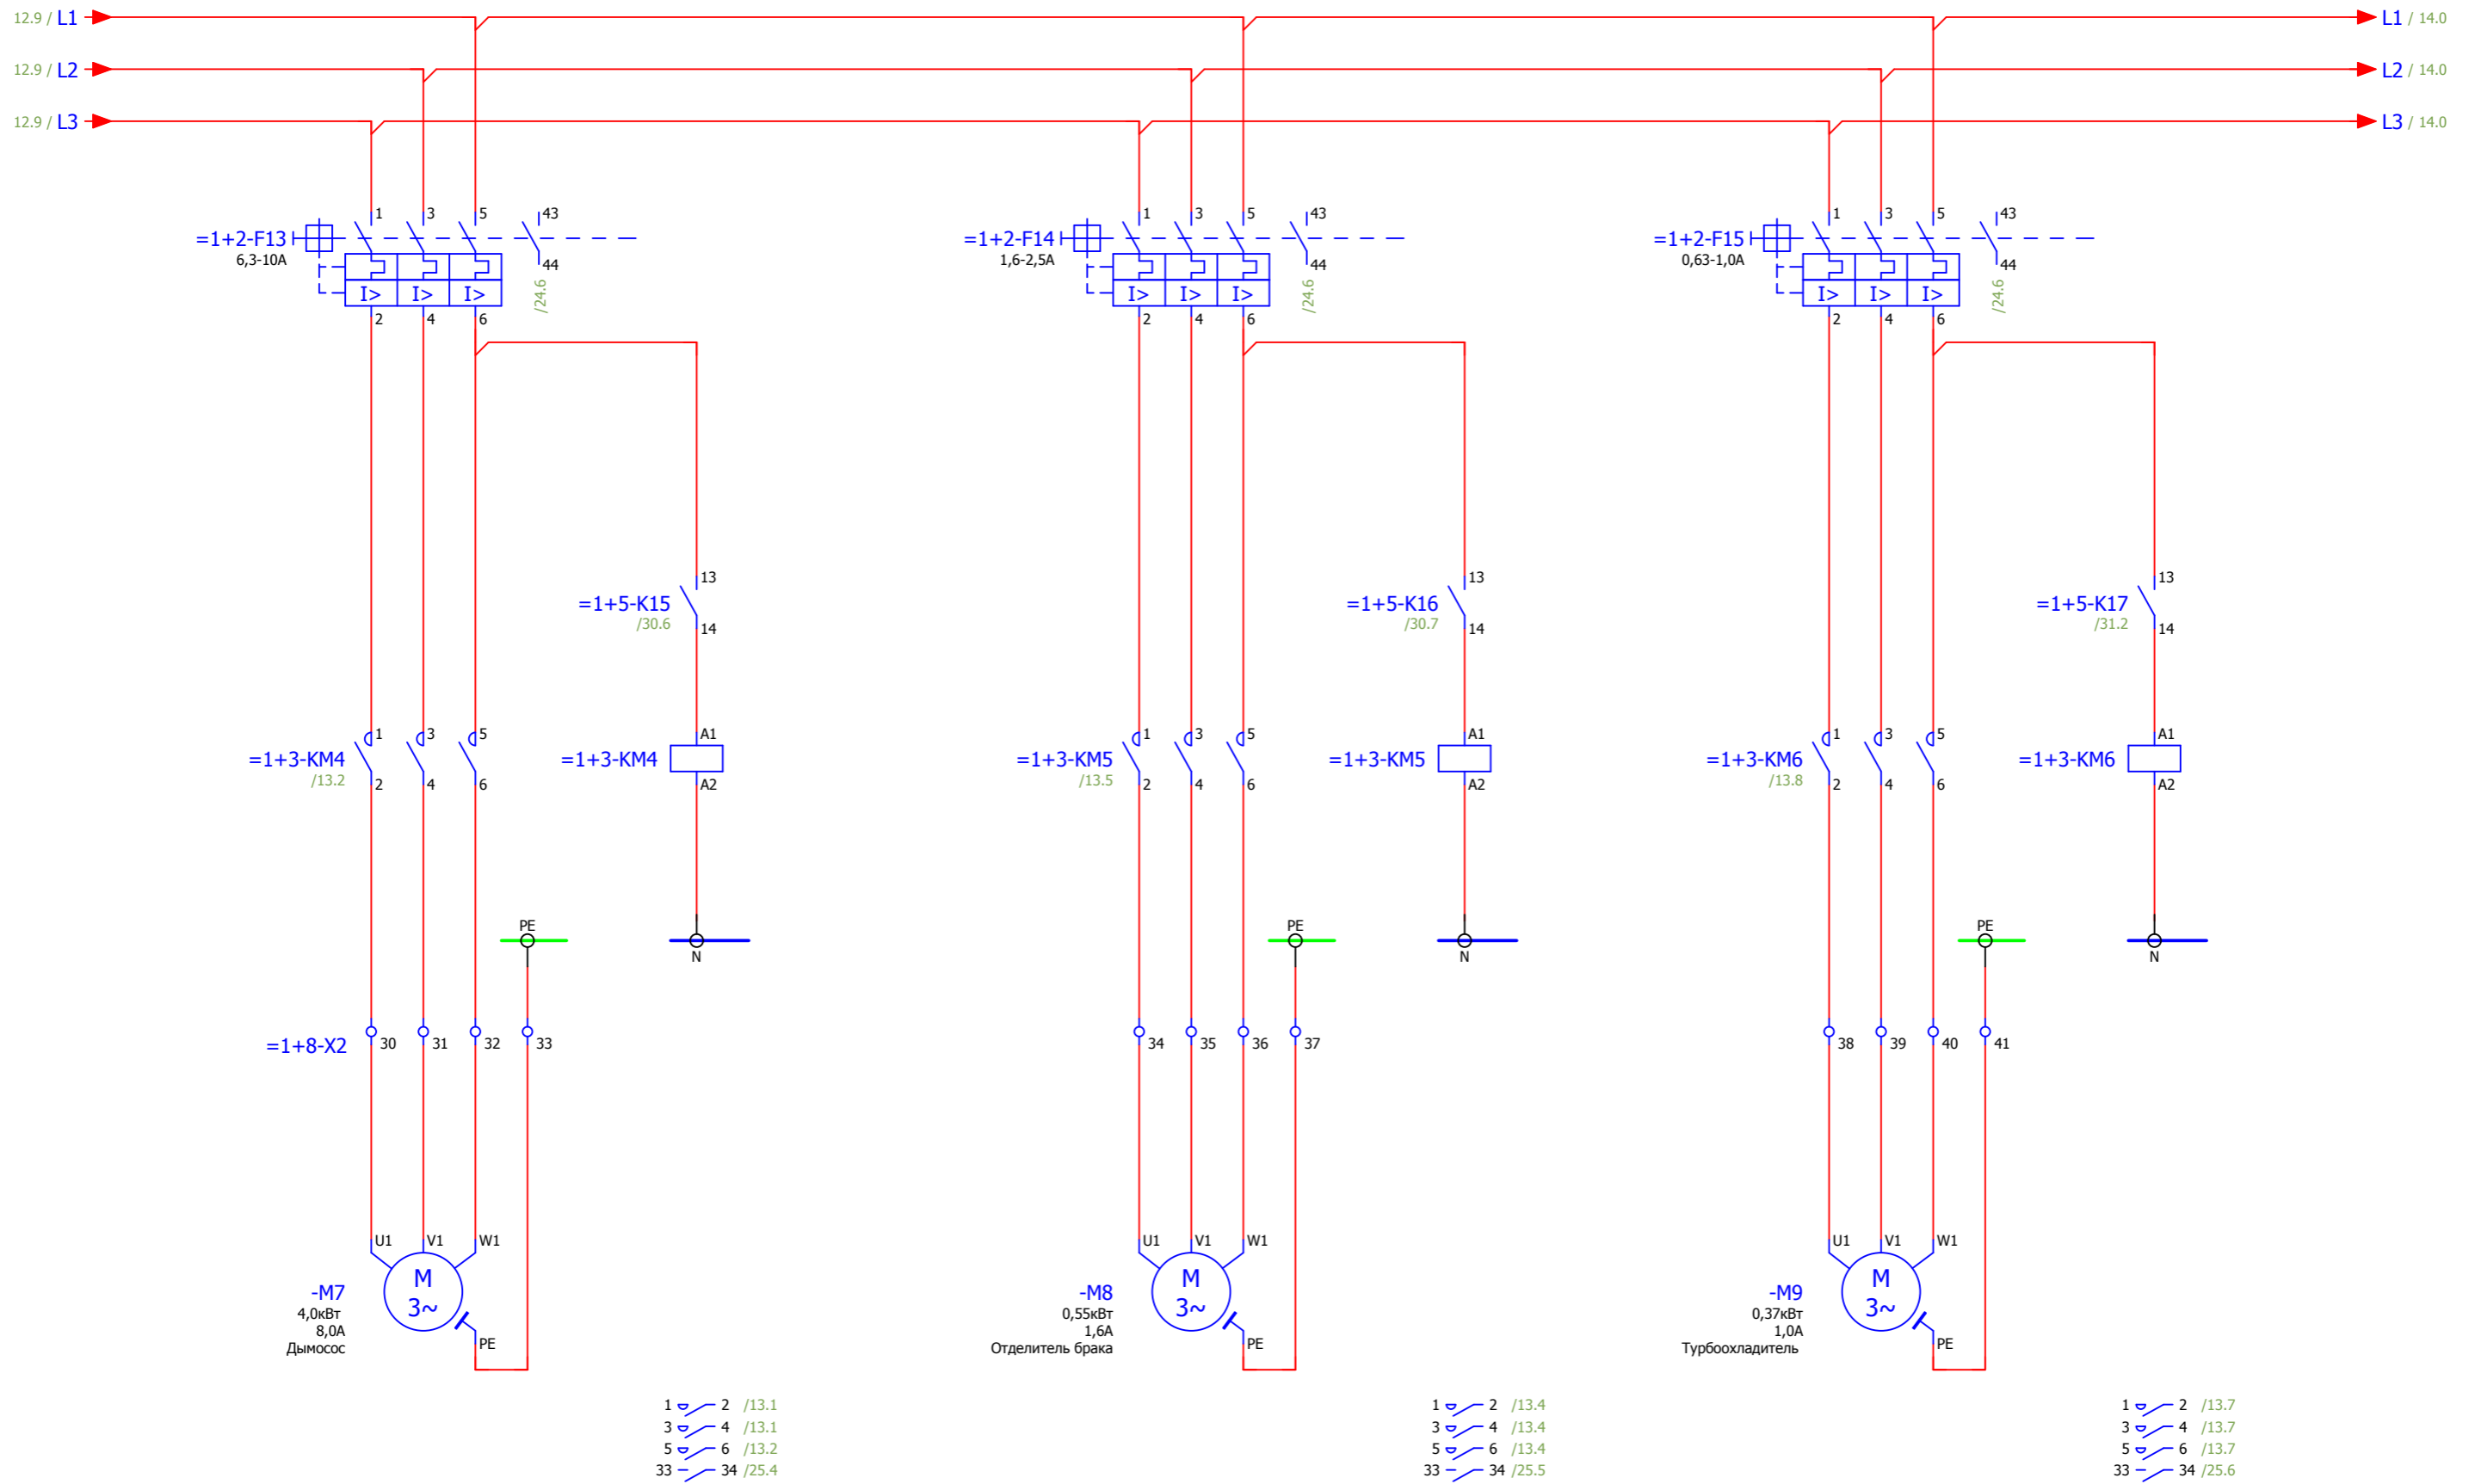 12.9 / L1 L1 / 14.0
12.9 / L2 L2 / 14.0
12.9 / L3 L3 / 14.0
1 3 5 43 1 3 5 43 1 3 5 43
=1+2-F13 =1+2-F14 =1+2-F15
6,3-10А 1,6-2,5А 0,63-1,0А
44 44 44
I> I> I> /24.6 I> I> I> /24.6 I> I> I> /24.6
2 4 6 2 4 6 2 4 6
13 13 13
=1+5-K15 =1+5-K16 =1+5-K17
/30.6 14 /30.7 14 /31.2 14
1 3 5 A1 1 3 5 A1 1 3 5 A1
=1+3-KM4 =1+3-KM4 =1+3-KM5 =1+3-KM5 =1+3-KM6 =1+3-KM6
/13.2 2 4 6 A2 /13.5 2 4 6 A2 /13.8 2 4 6 A2
PE PE PE
N N N
=1+8-X2 30 31 32 33 34 35 36 37 38 39 40 41
U1 V1 W1 U1 V1 W1 U1 V1 W1
M M M
-M7 3~ -M8 3~ -M9 3~
4,0кВт 0,55кВт 0,37кВт
8,0А 1,6А 1,0А
Дымосос PE Отделитель брака PE Турбоохладитель PE
1 2 /13.1 1 2 /13.4 1 2 /13.7
3 4 /13.1 3 4 /13.4 3 4 /13.7
5 6 /13.2 5 6 /13.4 5 6 /13.7
33 34 /25.4 33 34 /25.5 33 34 /25.6